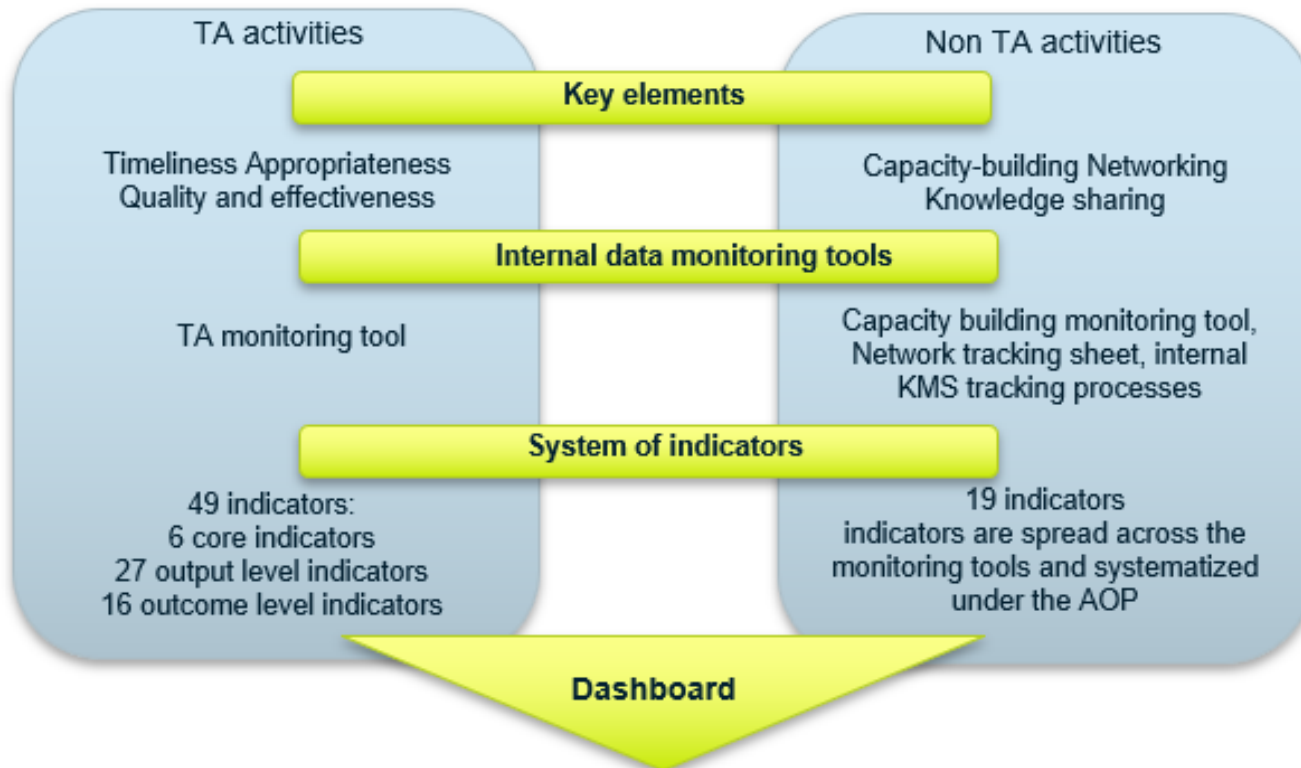 TA activities
Non TA activities
Key elements
Timeliness Appropriateness
Quality and effectiveness
Capacity-building Networking
Knowledge sharing
Internal data monitoring tools
TA monitoring tool
Capacity building monitoring tool,
Network tracking sheet, internal
KMS tracking processes
System of indicators
49 indicators:
6 core indicators
27 output level indicators
16 outcome level indicators
19 indicators
indicators are spread across the
monitoring tools and systematized
under the AOP
Dashboard